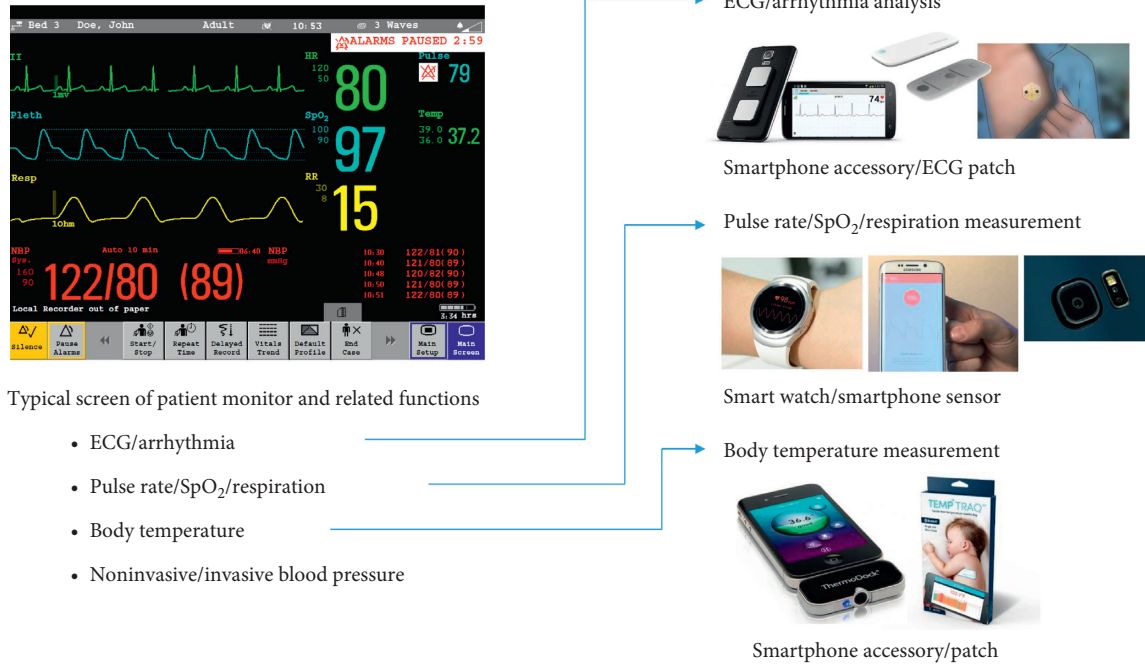 Bed 3 Doe, John Adult 10:53 3 Waves
ALARMS PAUSED 2:59
II
1mv
HR
120
50
80
Pulse
79
Pleth
SpO2
100
90
97
Temp
39.0
36.0
37.2
Resp
10hm
RR
30
8
15
NBP
Sys.
160
90
Auto 10 min
:40 NBP
mmHg
122/80 (89)
10:30 122/81(90)
10:40 121/80(89)
10:48 120/82(90)
10:50 121/80(89)
10:51 122/80(89)
Local Recorder out of paper
3:34 hrs
Silence
Pause
Alarms
Start/
Stop
Repeat
Time
Delayed
Record
Vitals
Trend
Default
Profile
End
Case
Main
Setup
Main
Screen
Typical screen of patient monitor and related functions
• ECG/arrhythmia
• Pulse rate/SpO2/respiration
• Body temperature
• Noninvasive/invasive blood pressure
ECG/arrhythmia analysis
74
Smartphone accessory/ECG patch
Pulse rate/SpO2/respiration measurement
98
SAMSUNG
Smart watch/smartphone sensor
Body temperature measurement
36.6
ThermoDock
TEMP TRAQ
Smartphone accessory/patch